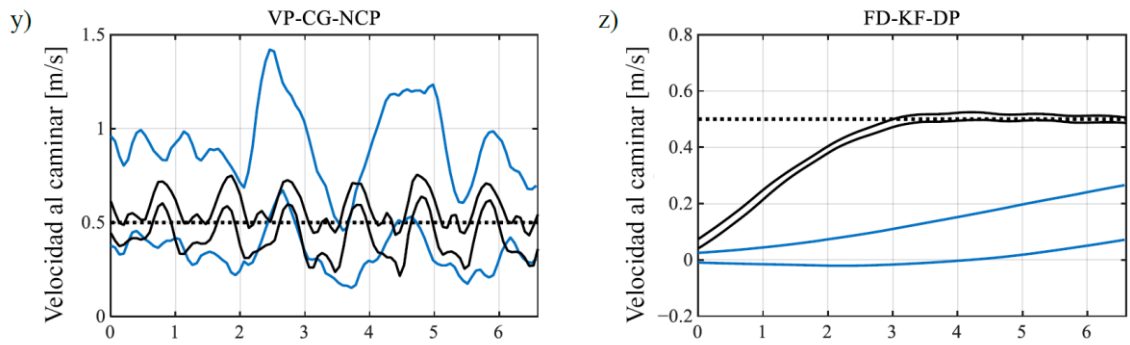 y)
VP-CG-NCP
Velocidad al caminar [m/s]
1.5
1
0.5
0
0 1 2 3 4 5 6
z)
FD-KF-DP
Velocidad al caminar [m/s]
0.8
0.6
0.4
0.2
0
−0.2
0 1 2 3 4 5 6